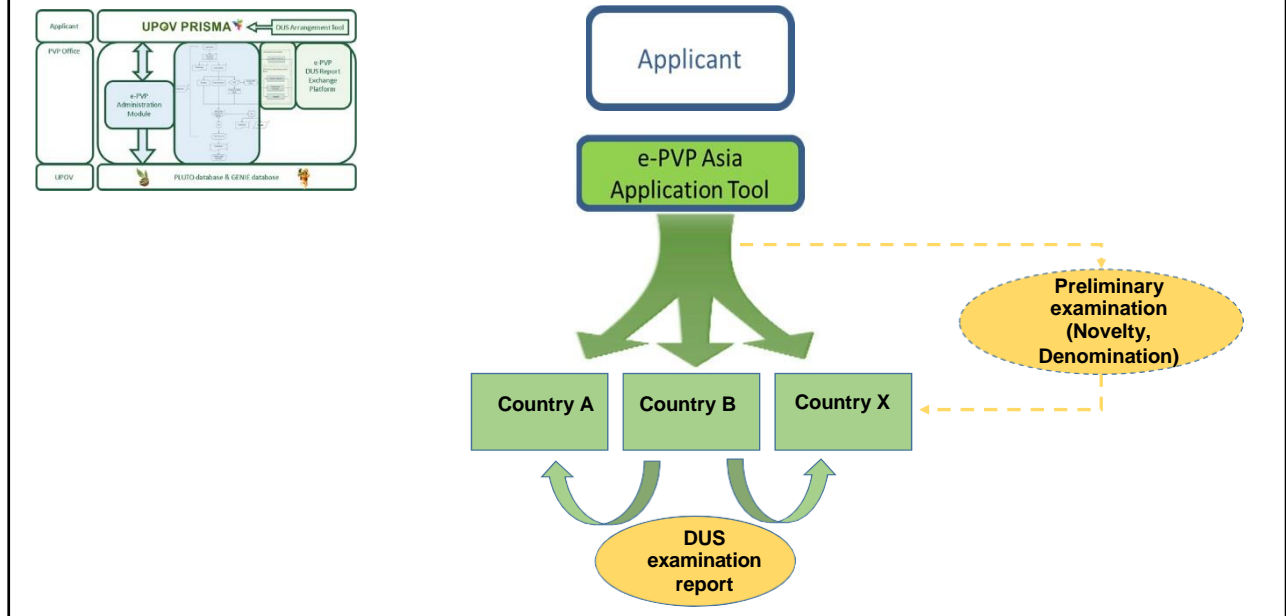 Applicant
UPOV PRISMA
DUS Arrangement Tool
PVP Office
e-PVP
Administration
Module
e-PVP
DUS Report
Exchange
Platform
UPOV
PLUTO database & GENIE database
Applicant
e-PVP Asia
Application Tool
Preliminary
examination
(Novelty,
Denomination)
Country A
Country B
Country X
DUS
examination
report